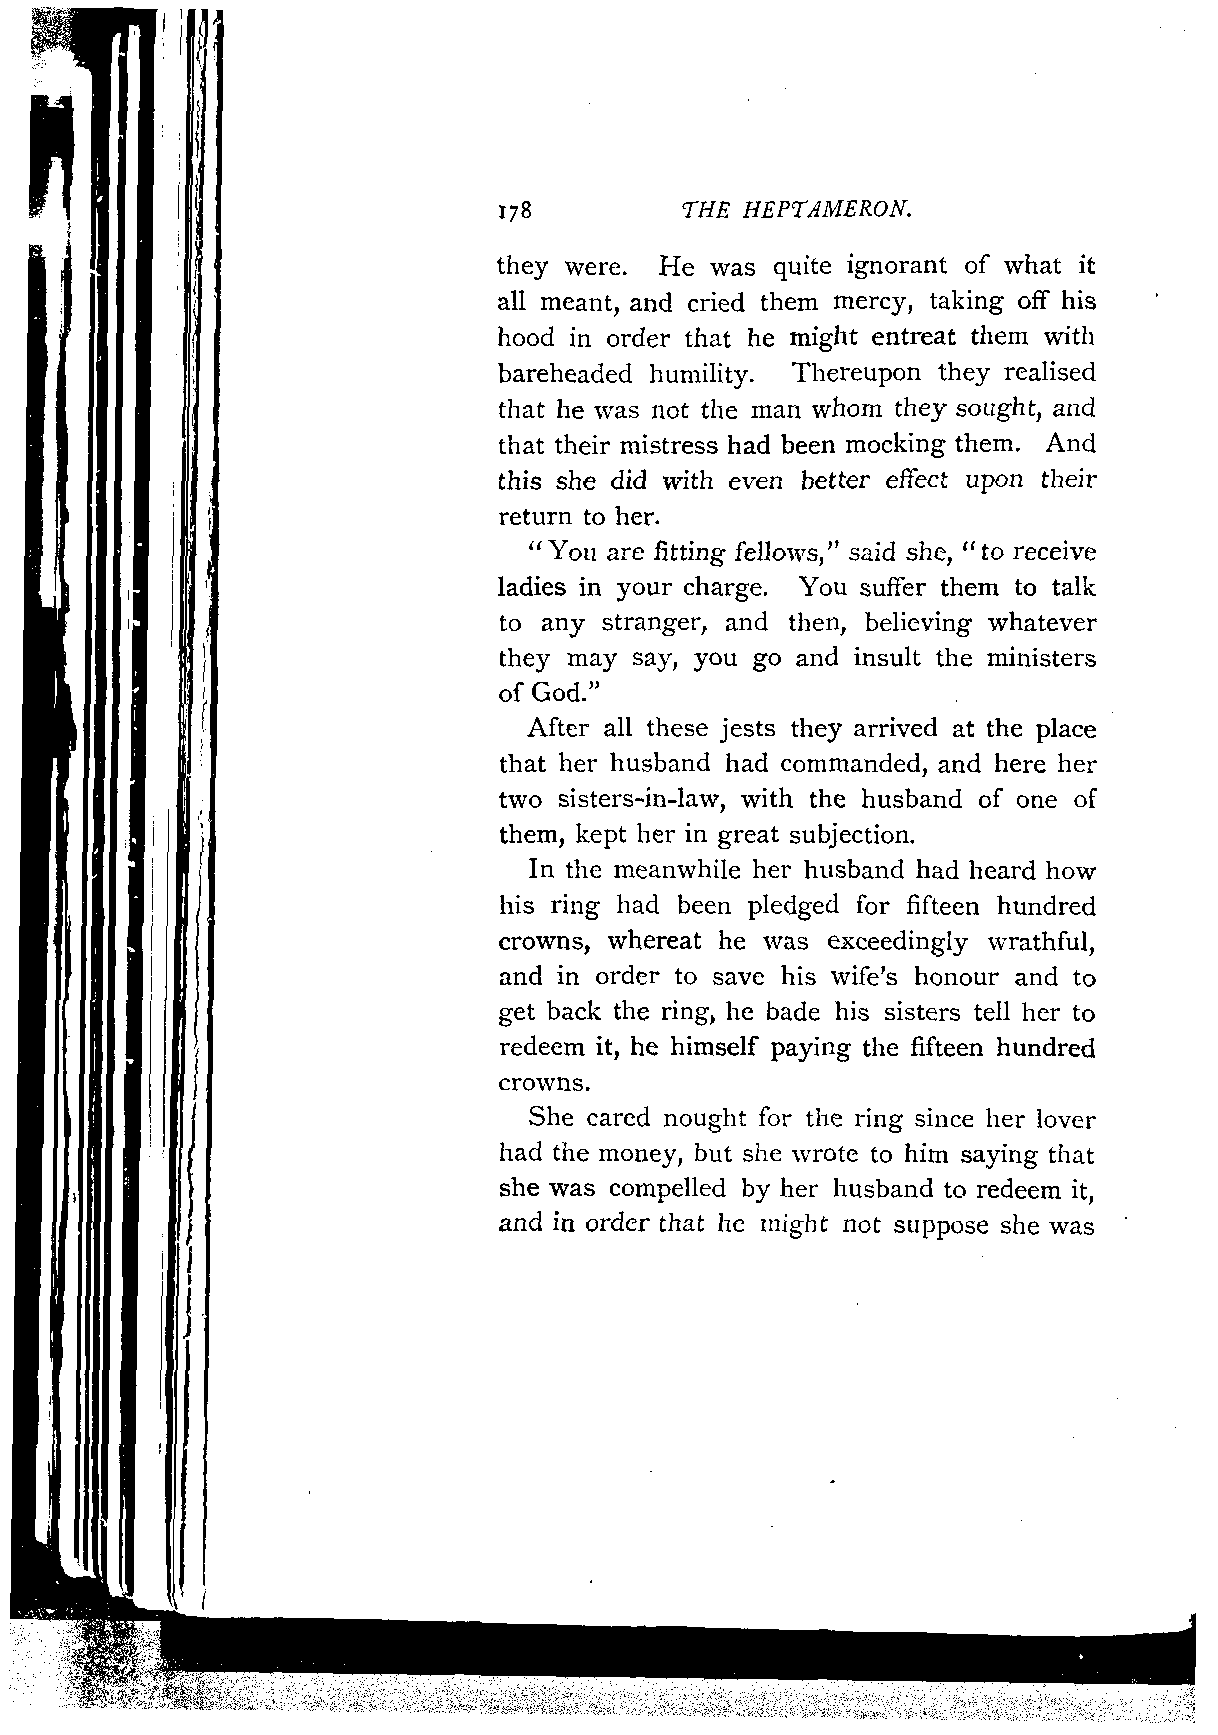 178 THE HEPTAMERON.
they were. He was quite ignorant of what it
all meant, and cried them mercy, taking off his
hood in order that he might entreat them with
bareheaded humility. Thereupon they realised
that he was not the man whom they sought, and
that their mistress had been mocking them. And
this she did with even better effect upon their
return to her.
"You are fitting fellows," said she, "to receive
ladies in your charge. You suffer them to talk
to any stranger, and then, believing whatever
they may say, you go and insult the ministers
of God."
After all these jests they arrived at the place
that her husband had commanded, and here her
two sisters-in-law, with the husband of one of
them, kept her in great subjection.
In the meanwhile her husband had heard how
his ring had been pledged for fifteen hundred
crowns, whereat he was exceedingly wrathful,
and in order to save his wife's honour and to
get back the ring, he bade his sisters tell her to
redeem it, he himself paying the fifteen hundred
crowns.
She cared nought for the ring since her lover
had the money, but she wrote to him saying that
she was compelled by her husband to redeem it,
and in order that he might not suppose she was